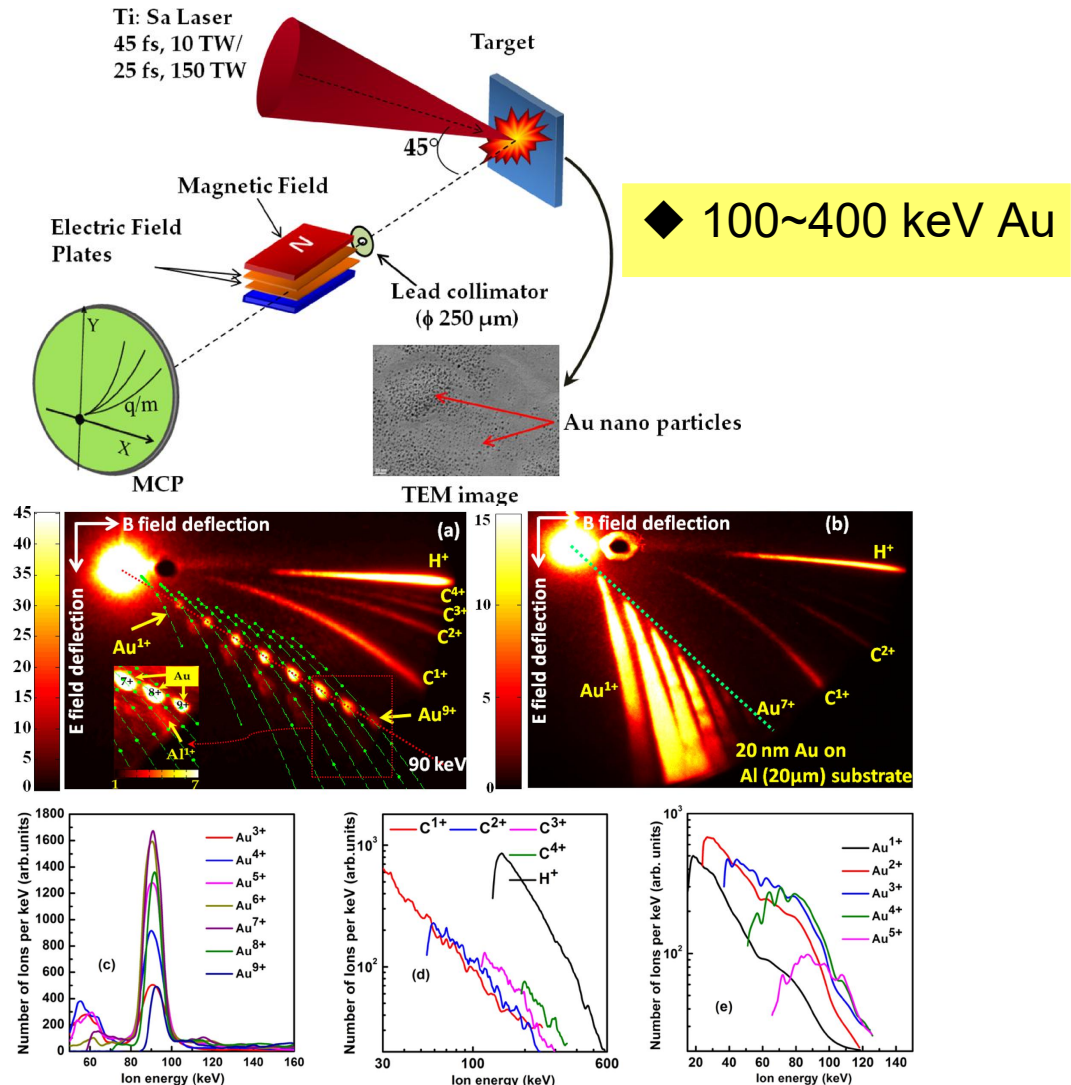 Ti: Sa Laser
45 fs, 10 TW/
25 fs, 150 TW
Target
45°
Magnetic Field
Electric Field
Plates
N
Lead collimator
(ϕ 250 µm)
◆ 100~400 keV Au
Y
q/m
X
MCP
Au nano particles
TEM image
45
40
35
30
25
20
15
10
5
0
B field deflection
(a)
E field deflection
H+
C4+
C3+
C2+
C1+
Au1+
Au
7+
8+
9+
Al1+
1
7
Au9+
90 keV
15
10
5
0
B field deflection
(b)
E field deflection
H+
C2+
C1+
Au1+
Au7+
20 nm Au on
Al (20µm) substrate
Number of Ions per keV (arb.units)
1800
1600
1400
1200
1000
800
600
400
200
0
Au3+
Au4+
Au5+
Au6+
Au7+
Au8+
Au9+
(c)
60 80 100 120 140 160
Ion energy (keV)
Number of Ions per keV (arb.units)
10³
10²
C1+ C2+ C3+
C4+
H+
(d)
30 100 600
Ion energy (keV)
Number of Ions per keV (arb. units)
10³
10²
Au1+
Au2+
Au3+
Au4+
Au5+
(e)
20 40 60 80 100 120 140
Ion energy (keV)